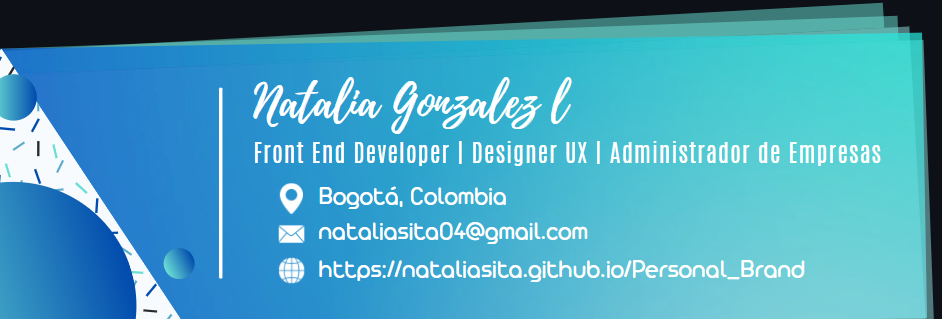 Natalia Gonzalez l
Front End Developer | Designer UX | Administrador de Empresas
Bogotá, Colombia
nataliasita04@gmail.com
https://nataliasita.github.io/Personal_Brand